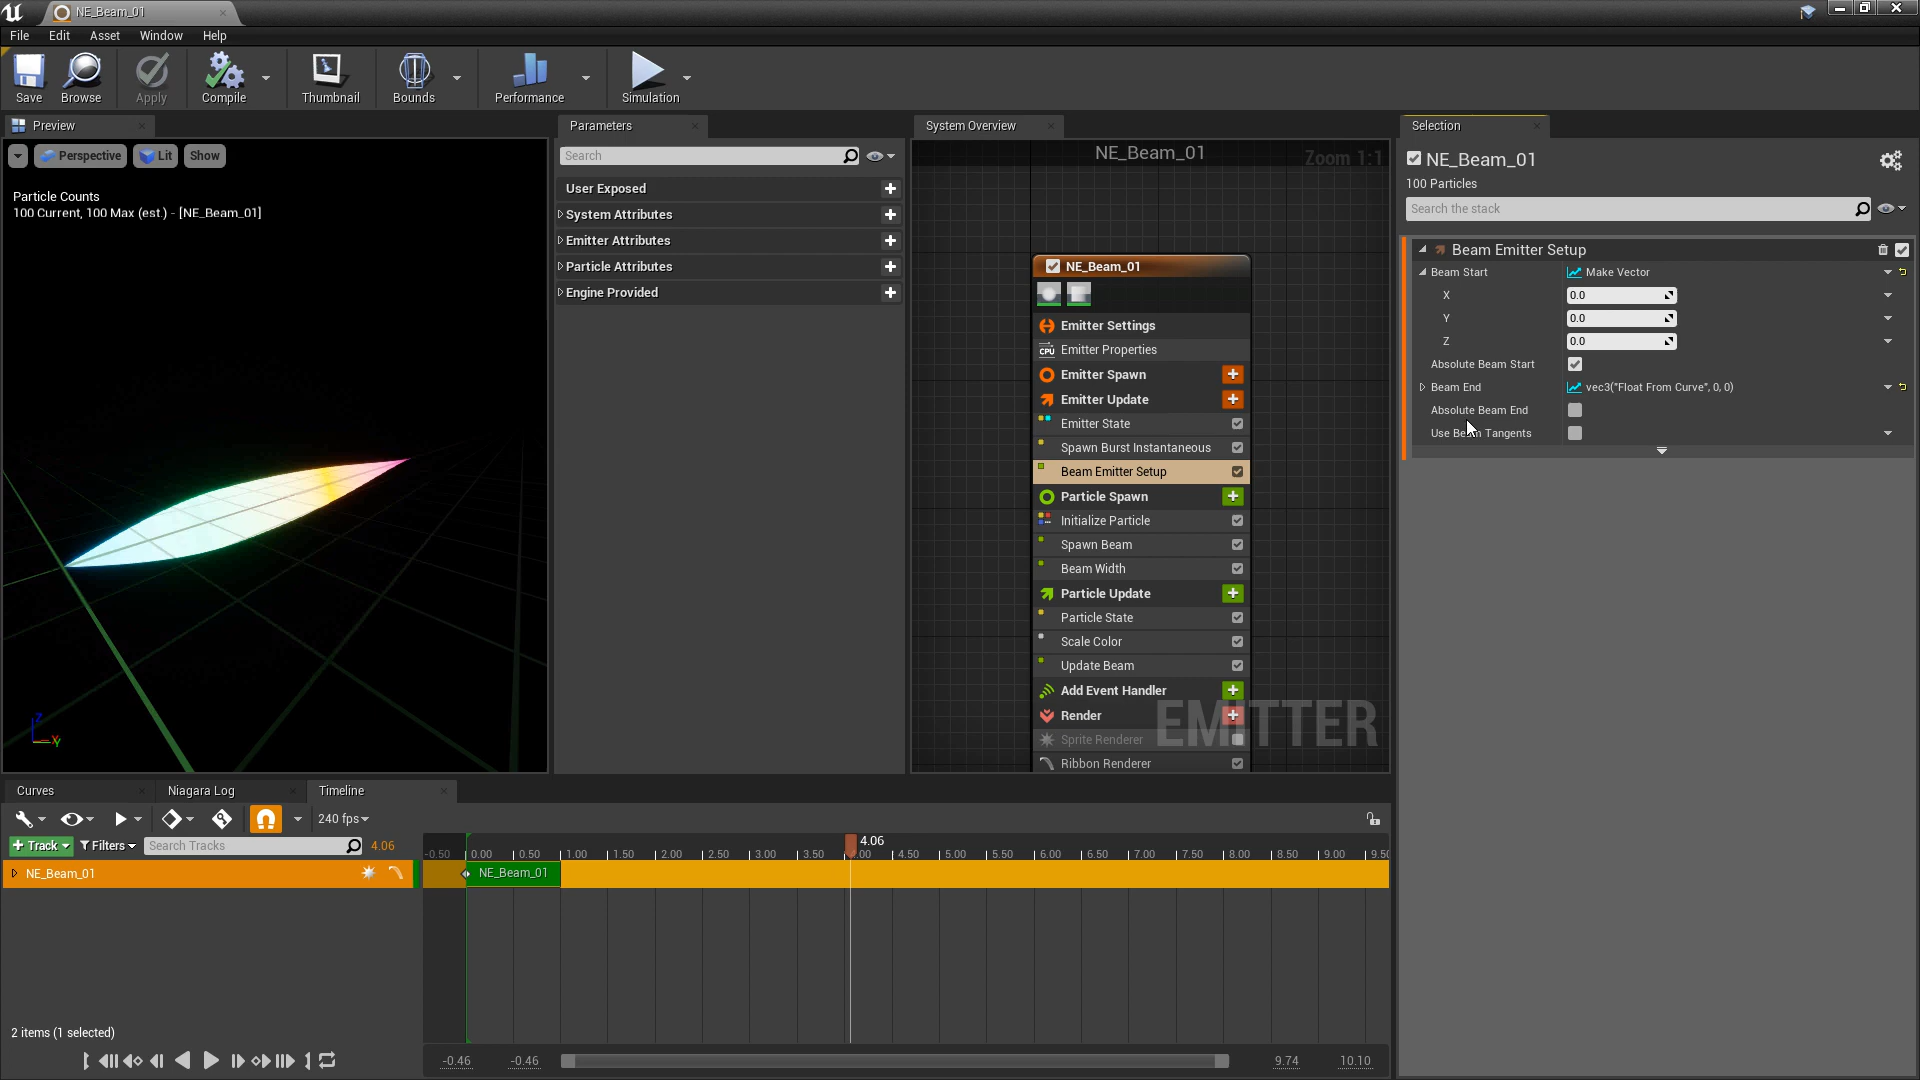 NE_Beam_01
File Edit Asset Window Help
Save Browse Apply Compile Thumbnail Bounds Performance Simulation
Preview
Perspective Lit Show
Particle Counts
100 Current, 100 Max (est.) - [NE_Beam_01]
Z
X
Y
Parameters
Search
User Exposed
System Attributes
Emitter Attributes
Particle Attributes
Engine Provided
System Overview
NE_Beam_01
Zoom 1:1
NE_Beam_01
Emitter Settings
CPU Emitter Properties
Emitter Spawn
Emitter Update
Emitter State
Spawn Burst Instantaneous
Beam Emitter Setup
Particle Spawn
Initialize Particle
Spawn Beam
Beam Width
Particle Update
Particle State
Scale Color
Update Beam
Add Event Handler
Render
EMITTER
Sprite Renderer
Ribbon Renderer
Selection
NE_Beam_01
100 Particles
Search the stack
Beam Emitter Setup
Beam Start Make Vector
X 0.0
Y 0.0
Z 0.0
Absolute Beam Start
Beam End vec3("Float From Curve", 0, 0)
Absolute Beam End
Use Beam Tangents
Curves Niagara Log Timeline
240 fps
Track Filters Search Tracks 4.06
4.06
-0.50 0.00 0.50 1.00 1.50 2.00 2.50 3.00 3.50 4.50 5.00 5.50 6.00 6.50 7.00 7.50 8.00 8.50 9.00 9.50
NE_Beam_01
NE_Beam_01
2 items (1 selected)
-0.46 -0.46 9.74 10.10